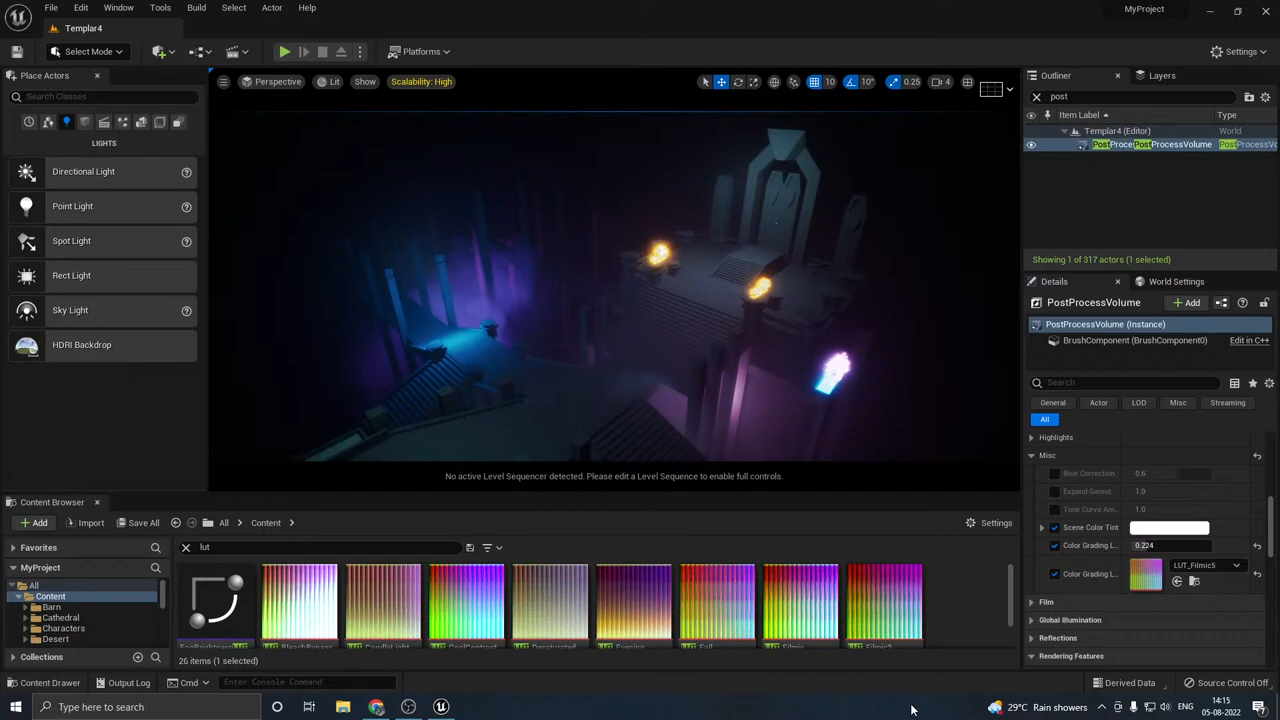 File Edit Window Tools Build Select Actor Help
MyProject
Templar4
Select Mode
Platforms
Settings
Place Actors
Search Classes
LIGHTS
Directional Light
Point Light
Spot Light
Rect Light
Sky Light
HDRI Backdrop
Perspective Lit Show Scalability: High
10 10° 0.25 4
No active Level Sequencer detected. Please edit a Level Sequence to enable full controls.
Outliner Layers
post
Item Label Type
Templar4 (Editor) World
PostProce PostProcessVolume PostProcessVo
Showing 1 of 317 actors (1 selected)
Details World Settings
PostProcessVolume Add
PostProcessVolume (Instance)
BrushComponent (BrushComponent0) Edit in C++
Search
General Actor LOD Misc Streaming
All
Highlights
Misc
Blue Correction 0.6
Expand Gamut 1.0
Tone Curve Am.. 1.0
Scene Color Tint
Color Grading L.. 0.224
Color Grading L.. LUT_Filmic5
Film
Global Illumination
Reflections
Rendering Features
Content Browser
Add Import Save All All Content Settings
Favorites
MyProject
All
Content
Barn
Cathedral
Characters
Desert
Collections
lut
26 items (1 selected)
Content Drawer Output Log Cmd Enter Console Command Derived Data Source Control Off
Type here to search
29°C Rain showers ENG
14:15
05-08-2022